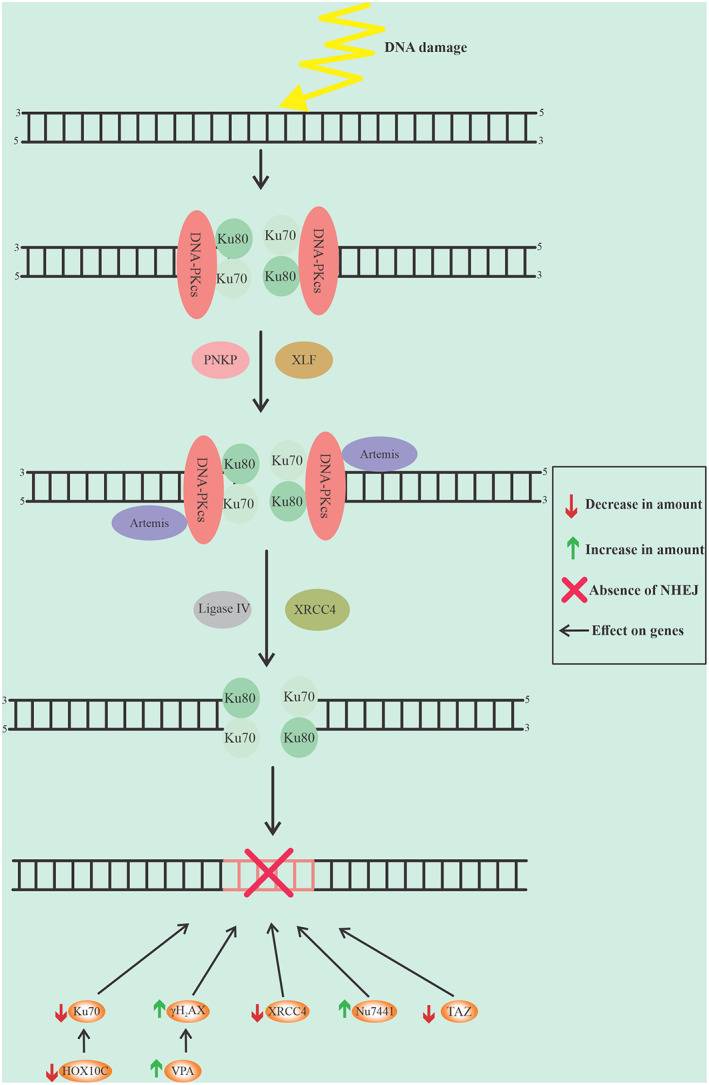 DNA damage
3 5
5 3
DNA-PKcs Ku80 Ku70 DNA-PKcs
3 5
Ku70 Ku80
5 3
PNKP XLF
DNA-PKcs Ku80 Ku70 DNA-PKcs Artemis
3 5
Ku70 Ku80
5 3
Artemis
Decrease in amount
Increase in amount
Absence of NHEJ
Effect on genes
Ligase IV XRCC4
Ku80 Ku70
3 5
5 3
Ku70 Ku80
Ku70 γH₂AX XRCC4 Nu7441 TAZ
HOX10C VPA